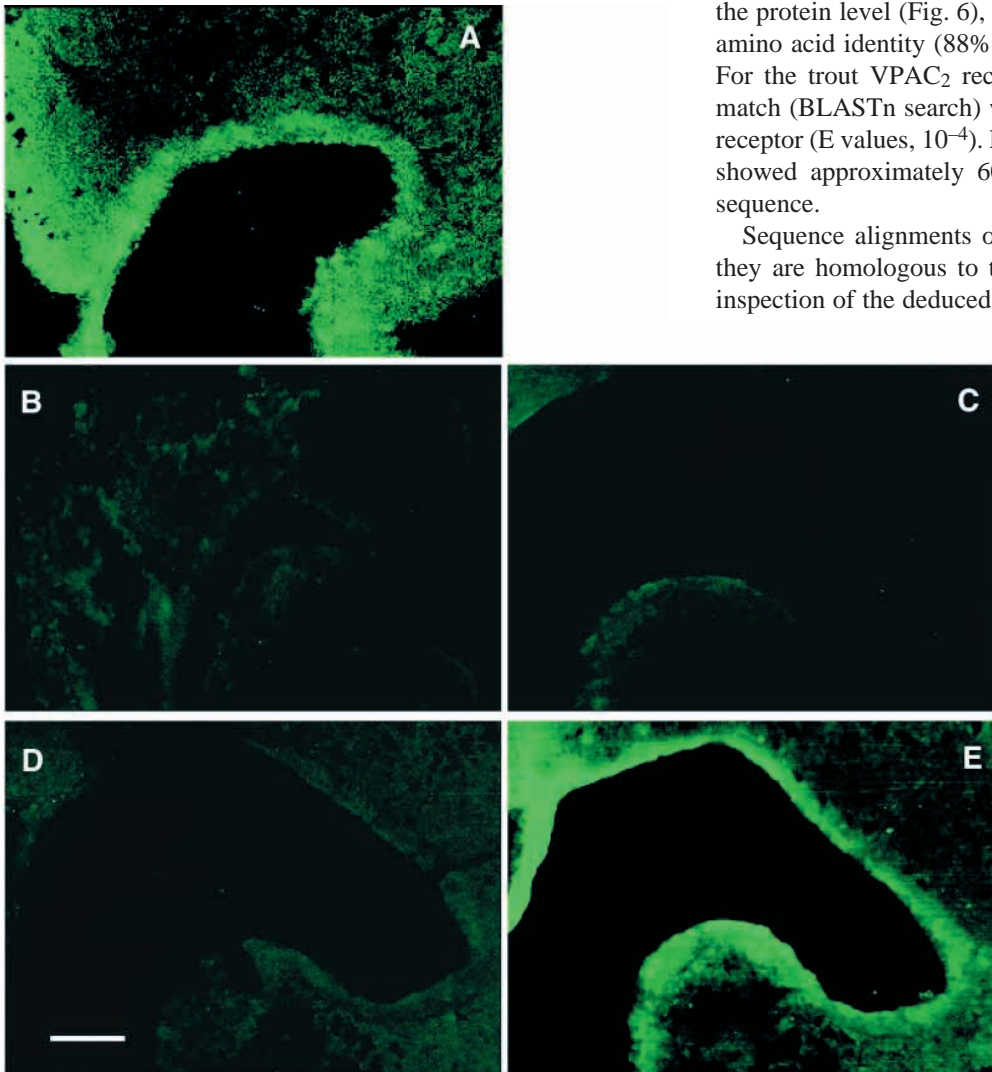 the protein level (Fig. 6),
amino acid identity (88%
For the trout VPAC2 rec
match (BLASTn search) v
receptor (E values, 10–4). I
showed approximately 60
sequence.
Sequence alignments o
they are homologous to t
inspection of the deduced
A
B
C
D
E